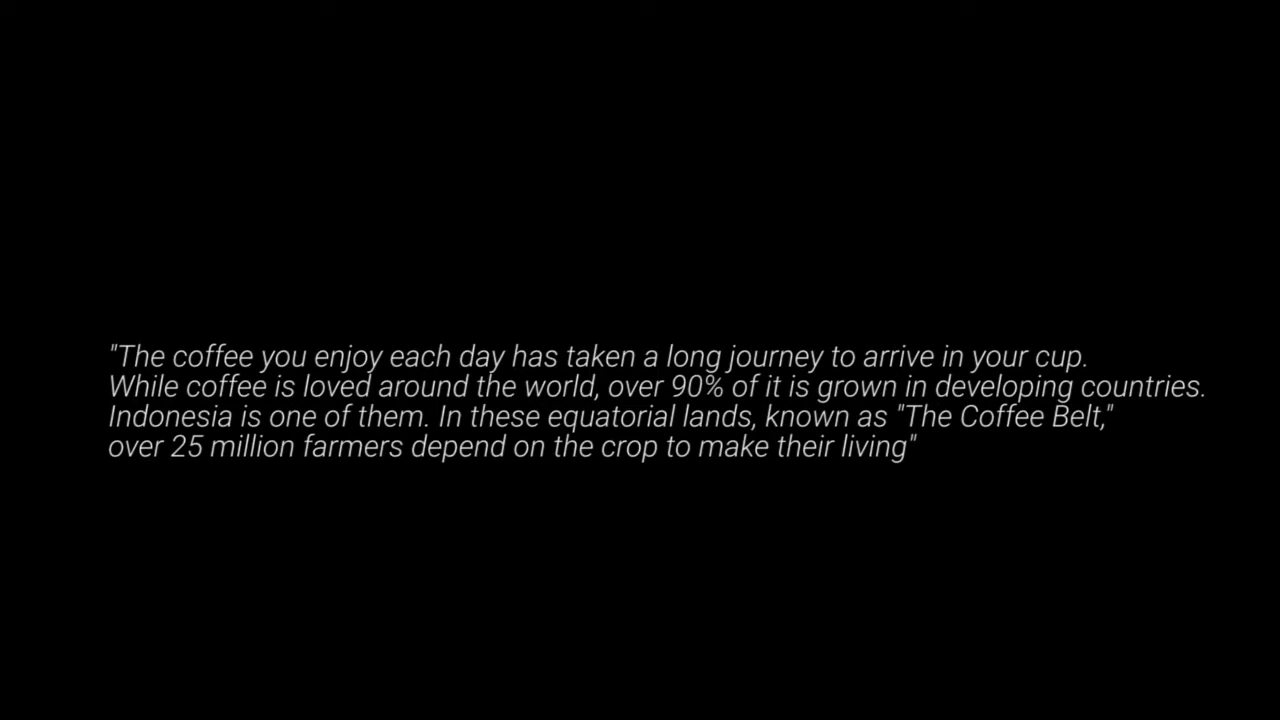 "The coffee you enjoy each day has taken a long journey to arrive in your cup.
While coffee is loved around the world, over 90% of it is grown in developing countries.
Indonesia is one of them. In these equatorial lands, known as "The Coffee Belt,"
over 25 million farmers depend on the crop to make their living"